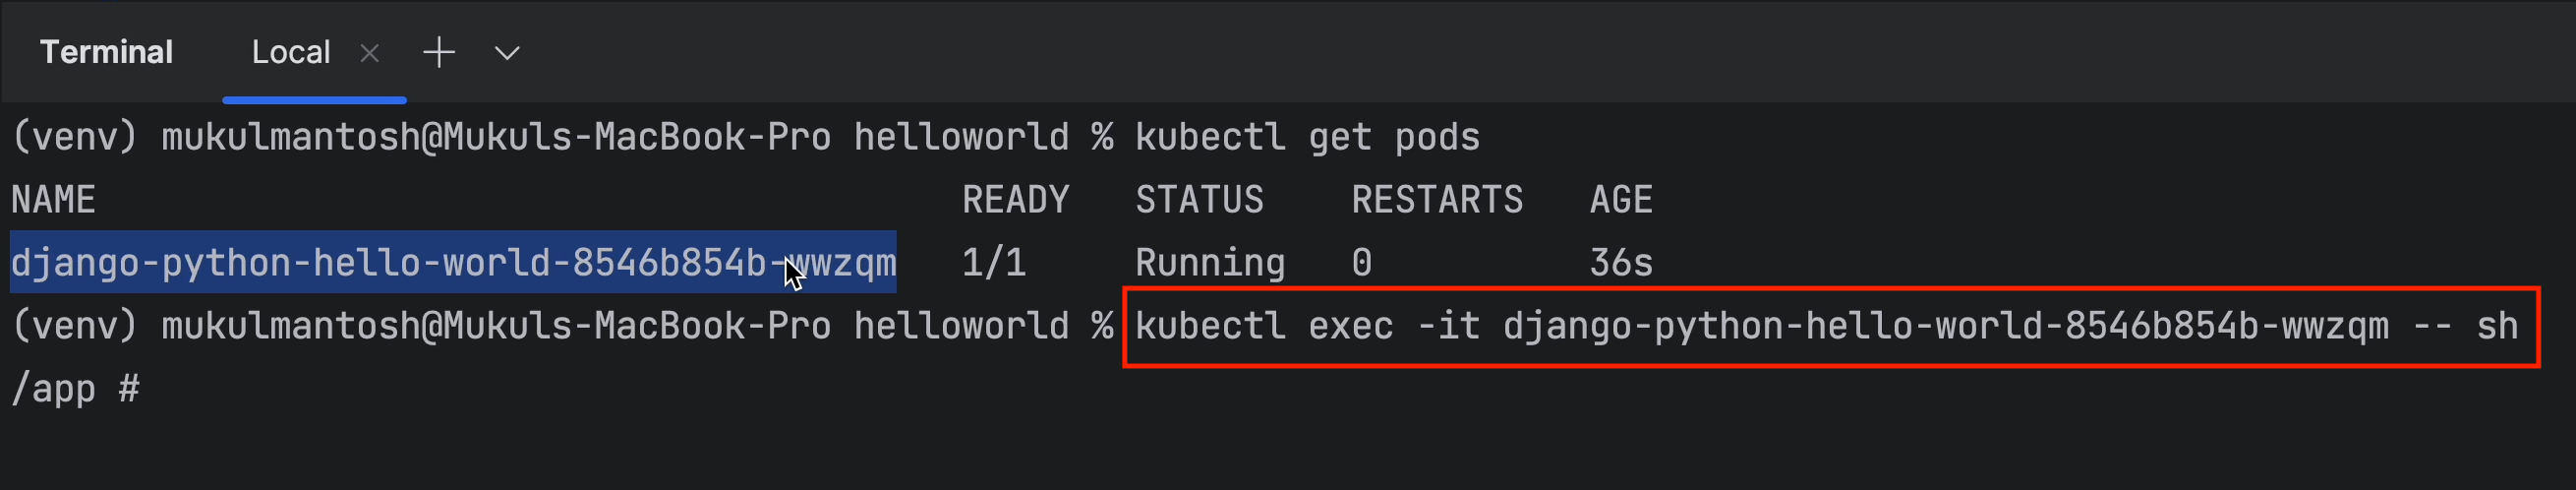 Terminal Local
(venv) mukulmantosh@Mukuls-MacBook-Pro helloworld % kubectl get pods
NAME READY STATUS RESTARTS AGE
django-python-hello-world-8546b854b-wwzqm 1/1 Running 0 36s
(venv) mukulmantosh@Mukuls-MacBook-Pro helloworld % kubectl exec -it django-python-hello-world-8546b854b-wwzqm -- sh
/app #